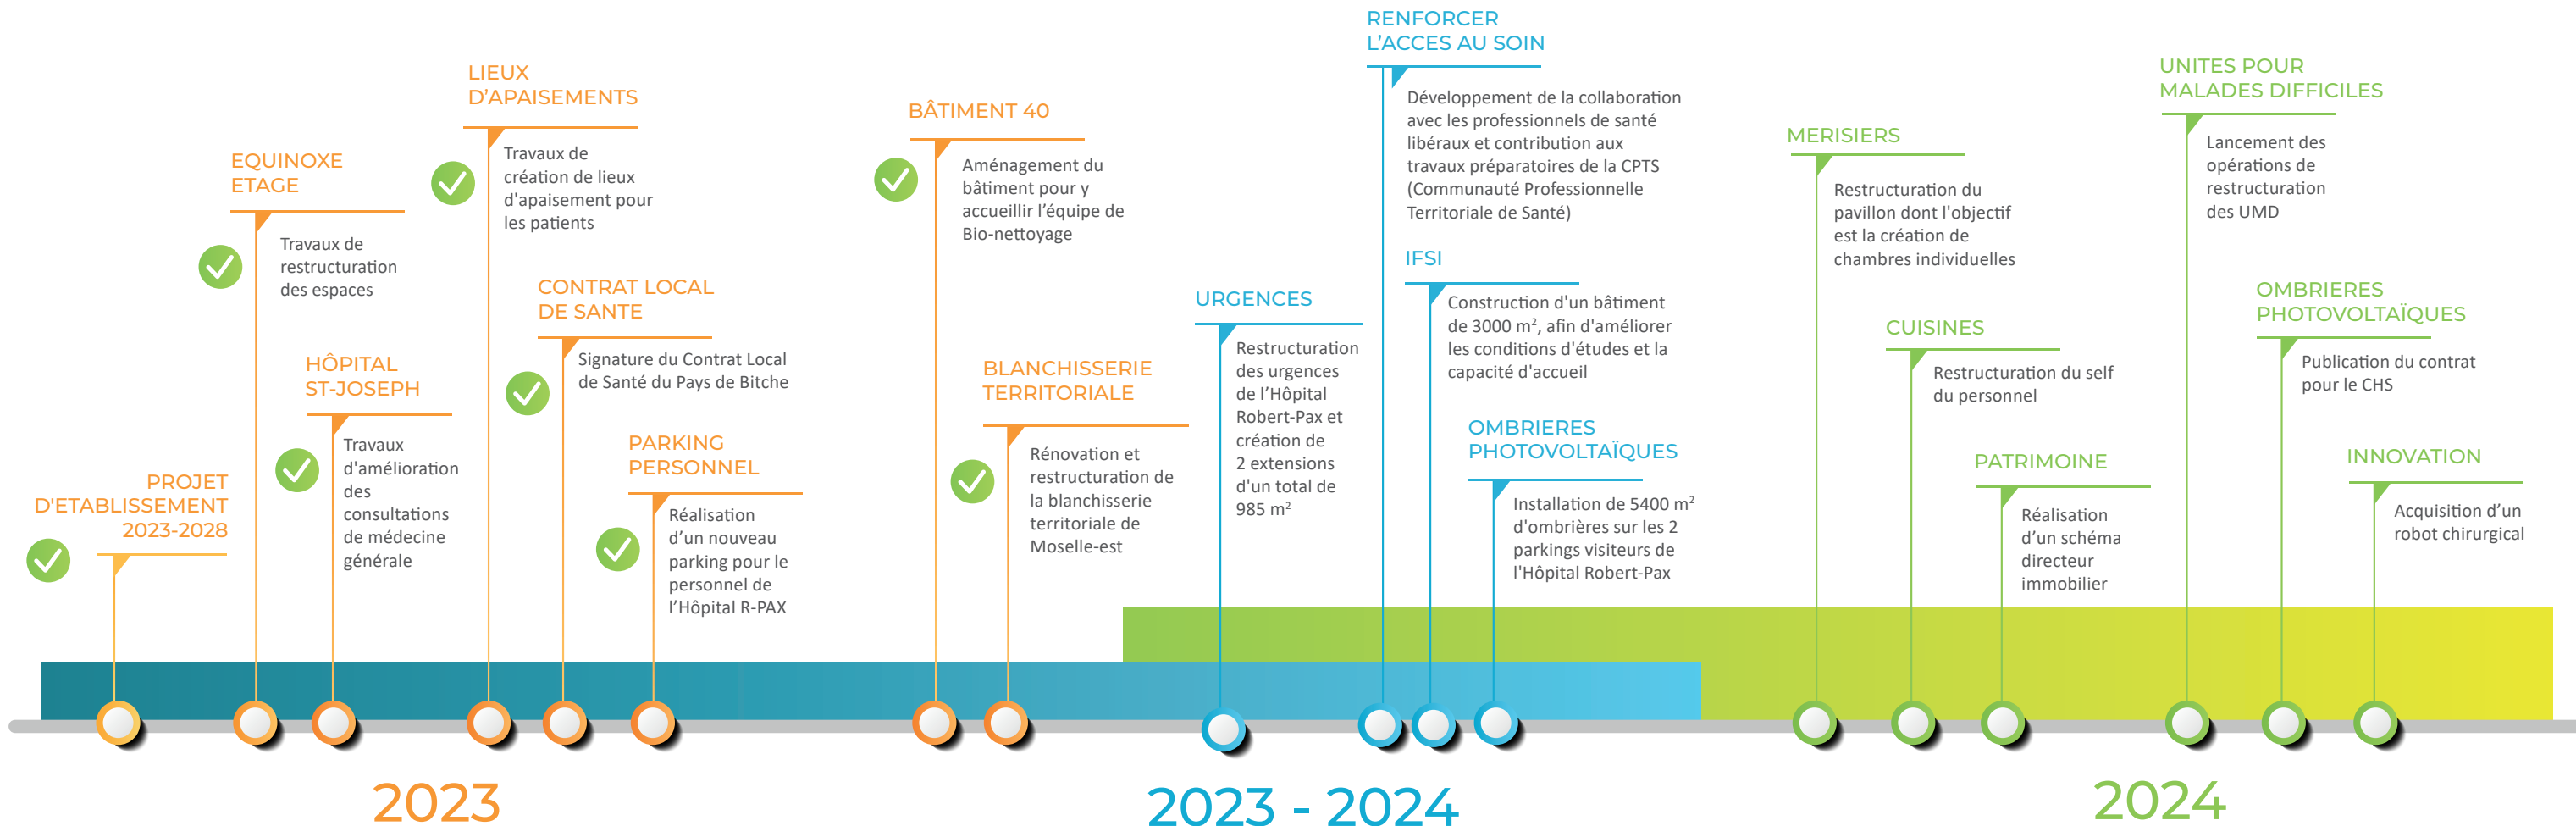 PROJET
D'ETABLISSEMENT
2023-2028
EQUINOXE
ETAGE
Travaux de
restructuration
des espaces
HÔPITAL
ST-JOSEPH
Travaux
d'amélioration
des
consultations
de médecine
générale
LIEUX
D'APAISEMENTS
Travaux de
création de lieux
d'apaisement pour
les patients
CONTRAT LOCAL
DE SANTE
Signature du Contrat Local
de Santé du Pays de Bitche
PARKING
PERSONNEL
Réalisation
d'un nouveau
parking pour le
personnel de
l'Hôpital R-PAX
BÂTIMENT 40
Aménagement du
bâtiment pour y
accueillir l'équipe de
Bio-nettoyage
BLANCHISSERIE
TERRITORIALE
Rénovation et
restructuration de
la blanchisserie
territoriale de
Moselle-est
URGENCES
Restructuration
des urgences
de l'Hôpital
Robert-Pax et
création de
2 extensions
d'un total de
985 m²
RENFORCER
L'ACCES AU SOIN
Développement de la collaboration
avec les professionnels de santé
libéraux et contribution aux
travaux préparatoires de la CPTS
(Communauté Professionnelle
Territoriale de Santé)
IFSI
Construction d'un bâtiment
de 3000 m², afin d'améliorer
les conditions d'études et la
capacité d'accueil
OMBRIERES
PHOTOVOLTAÏQUES
Installation de 5400 m²
d'ombrières sur les 2
parkings visiteurs de
l'Hôpital Robert-Pax
MERISIERS
Restructuration du
pavillon dont l'objectif
est la création de
chambres individuelles
CUISINES
Restructuration du self
du personnel
PATRIMOINE
Réalisation
d'un schéma
directeur
immobilier
UNITES POUR
MALADES DIFFICILES
Lancement des
opérations de
restructuration
des UMD
OMBRIERES
PHOTOVOLTAÏQUES
Publication du contrat
pour le CHS
INNOVATION
Acquisition d'un
robot chirurgical
2023
2023 - 2024
2024